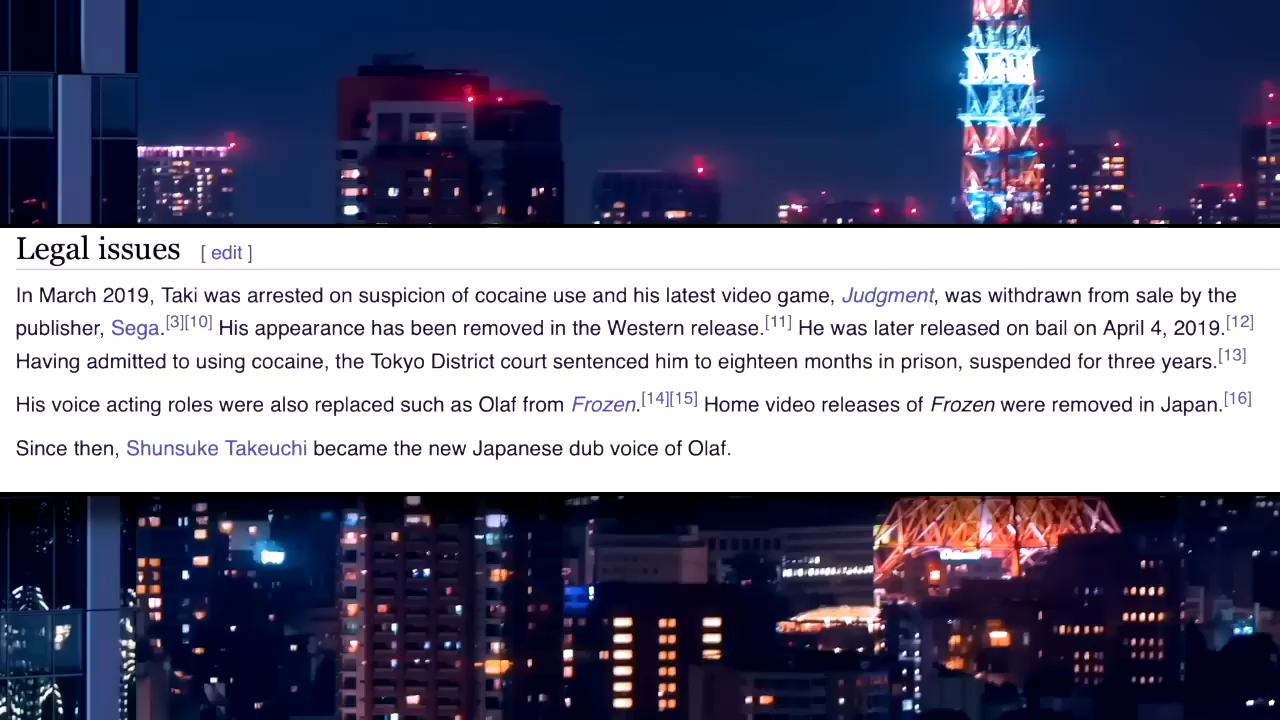 Legal issues [ edit ]
In March 2019, Taki was arrested on suspicion of cocaine use and his latest video game, Judgment, was withdrawn from sale by the
publisher, Sega.[3][10] His appearance has been removed in the Western release.[11] He was later released on bail on April 4, 2019.[12]
Having admitted to using cocaine, the Tokyo District court sentenced him to eighteen months in prison, suspended for three years.[13]
His voice acting roles were also replaced such as Olaf from Frozen.[14][15] Home video releases of Frozen were removed in Japan.[16]
Since then, Shunsuke Takeuchi became the new Japanese dub voice of Olaf.